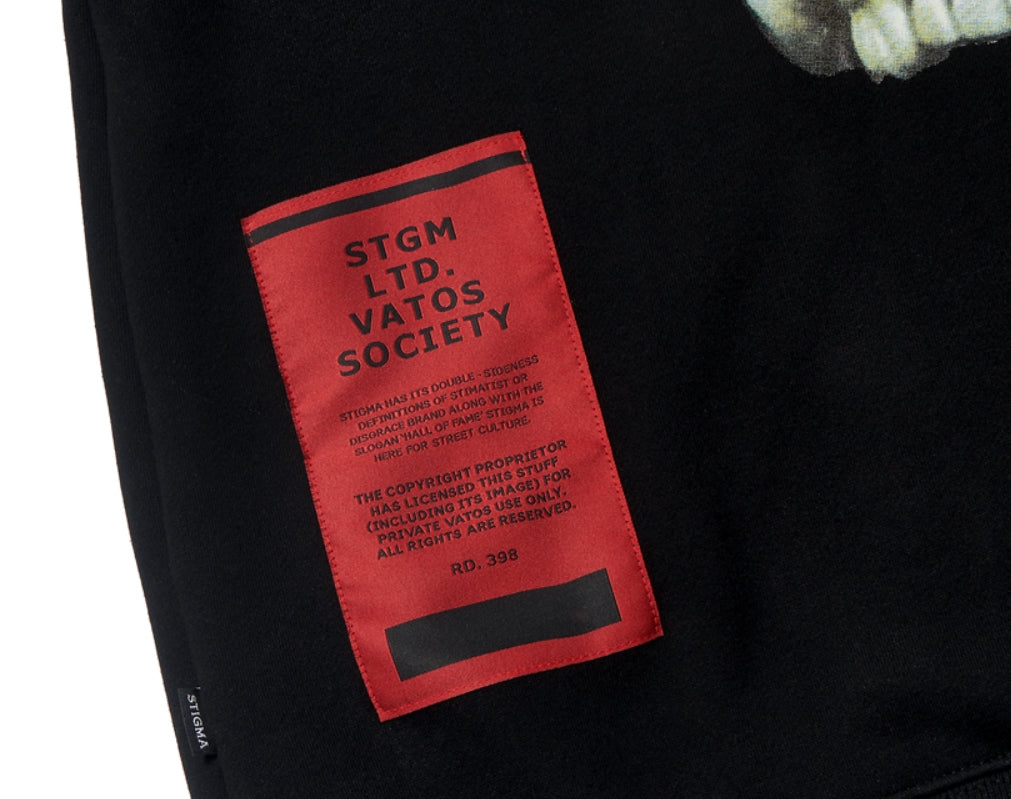 STGM
LTD.
VATOS
SOCIETY
STIGMA HAS ITS DOUBLE - SIDENESS
DEFINITIONS OF STIMATIST OR
DISGRACE BRAND ALONG WITH THE
SLOGAN 'HALL OF FAME' STIGMA IS
HERE FOR STREET CULTURE.
THE COPYRIGHT PROPRIETOR
HAS LICENSED THIS STUFF
(INCLUDING ITS IMAGE) FOR
PRIVATE VATOS USE ONLY.
ALL RIGHTS ARE RESERVED.
RD. 398
STIGMA